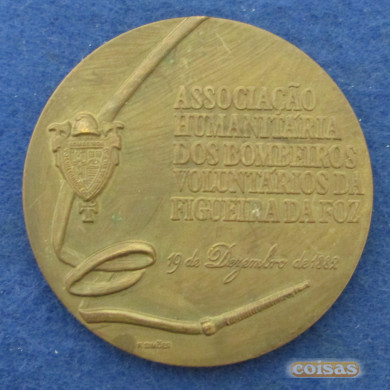 ASSOCIAÇÃO
HUMANITÁRIA
DOS BOMBEIROS
VOLUNTÁRIOS DA
FIGUEIRA DA FOZ
19 de Dezembro de 1882
coisas